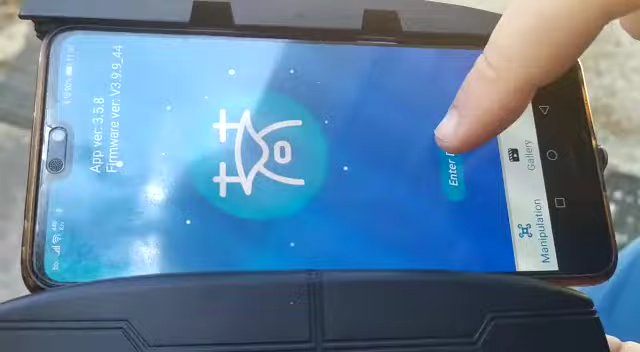 App ver: 3.5.8
Firmware ver: V3.9.9_44
Enter
Manipulation
Gallery